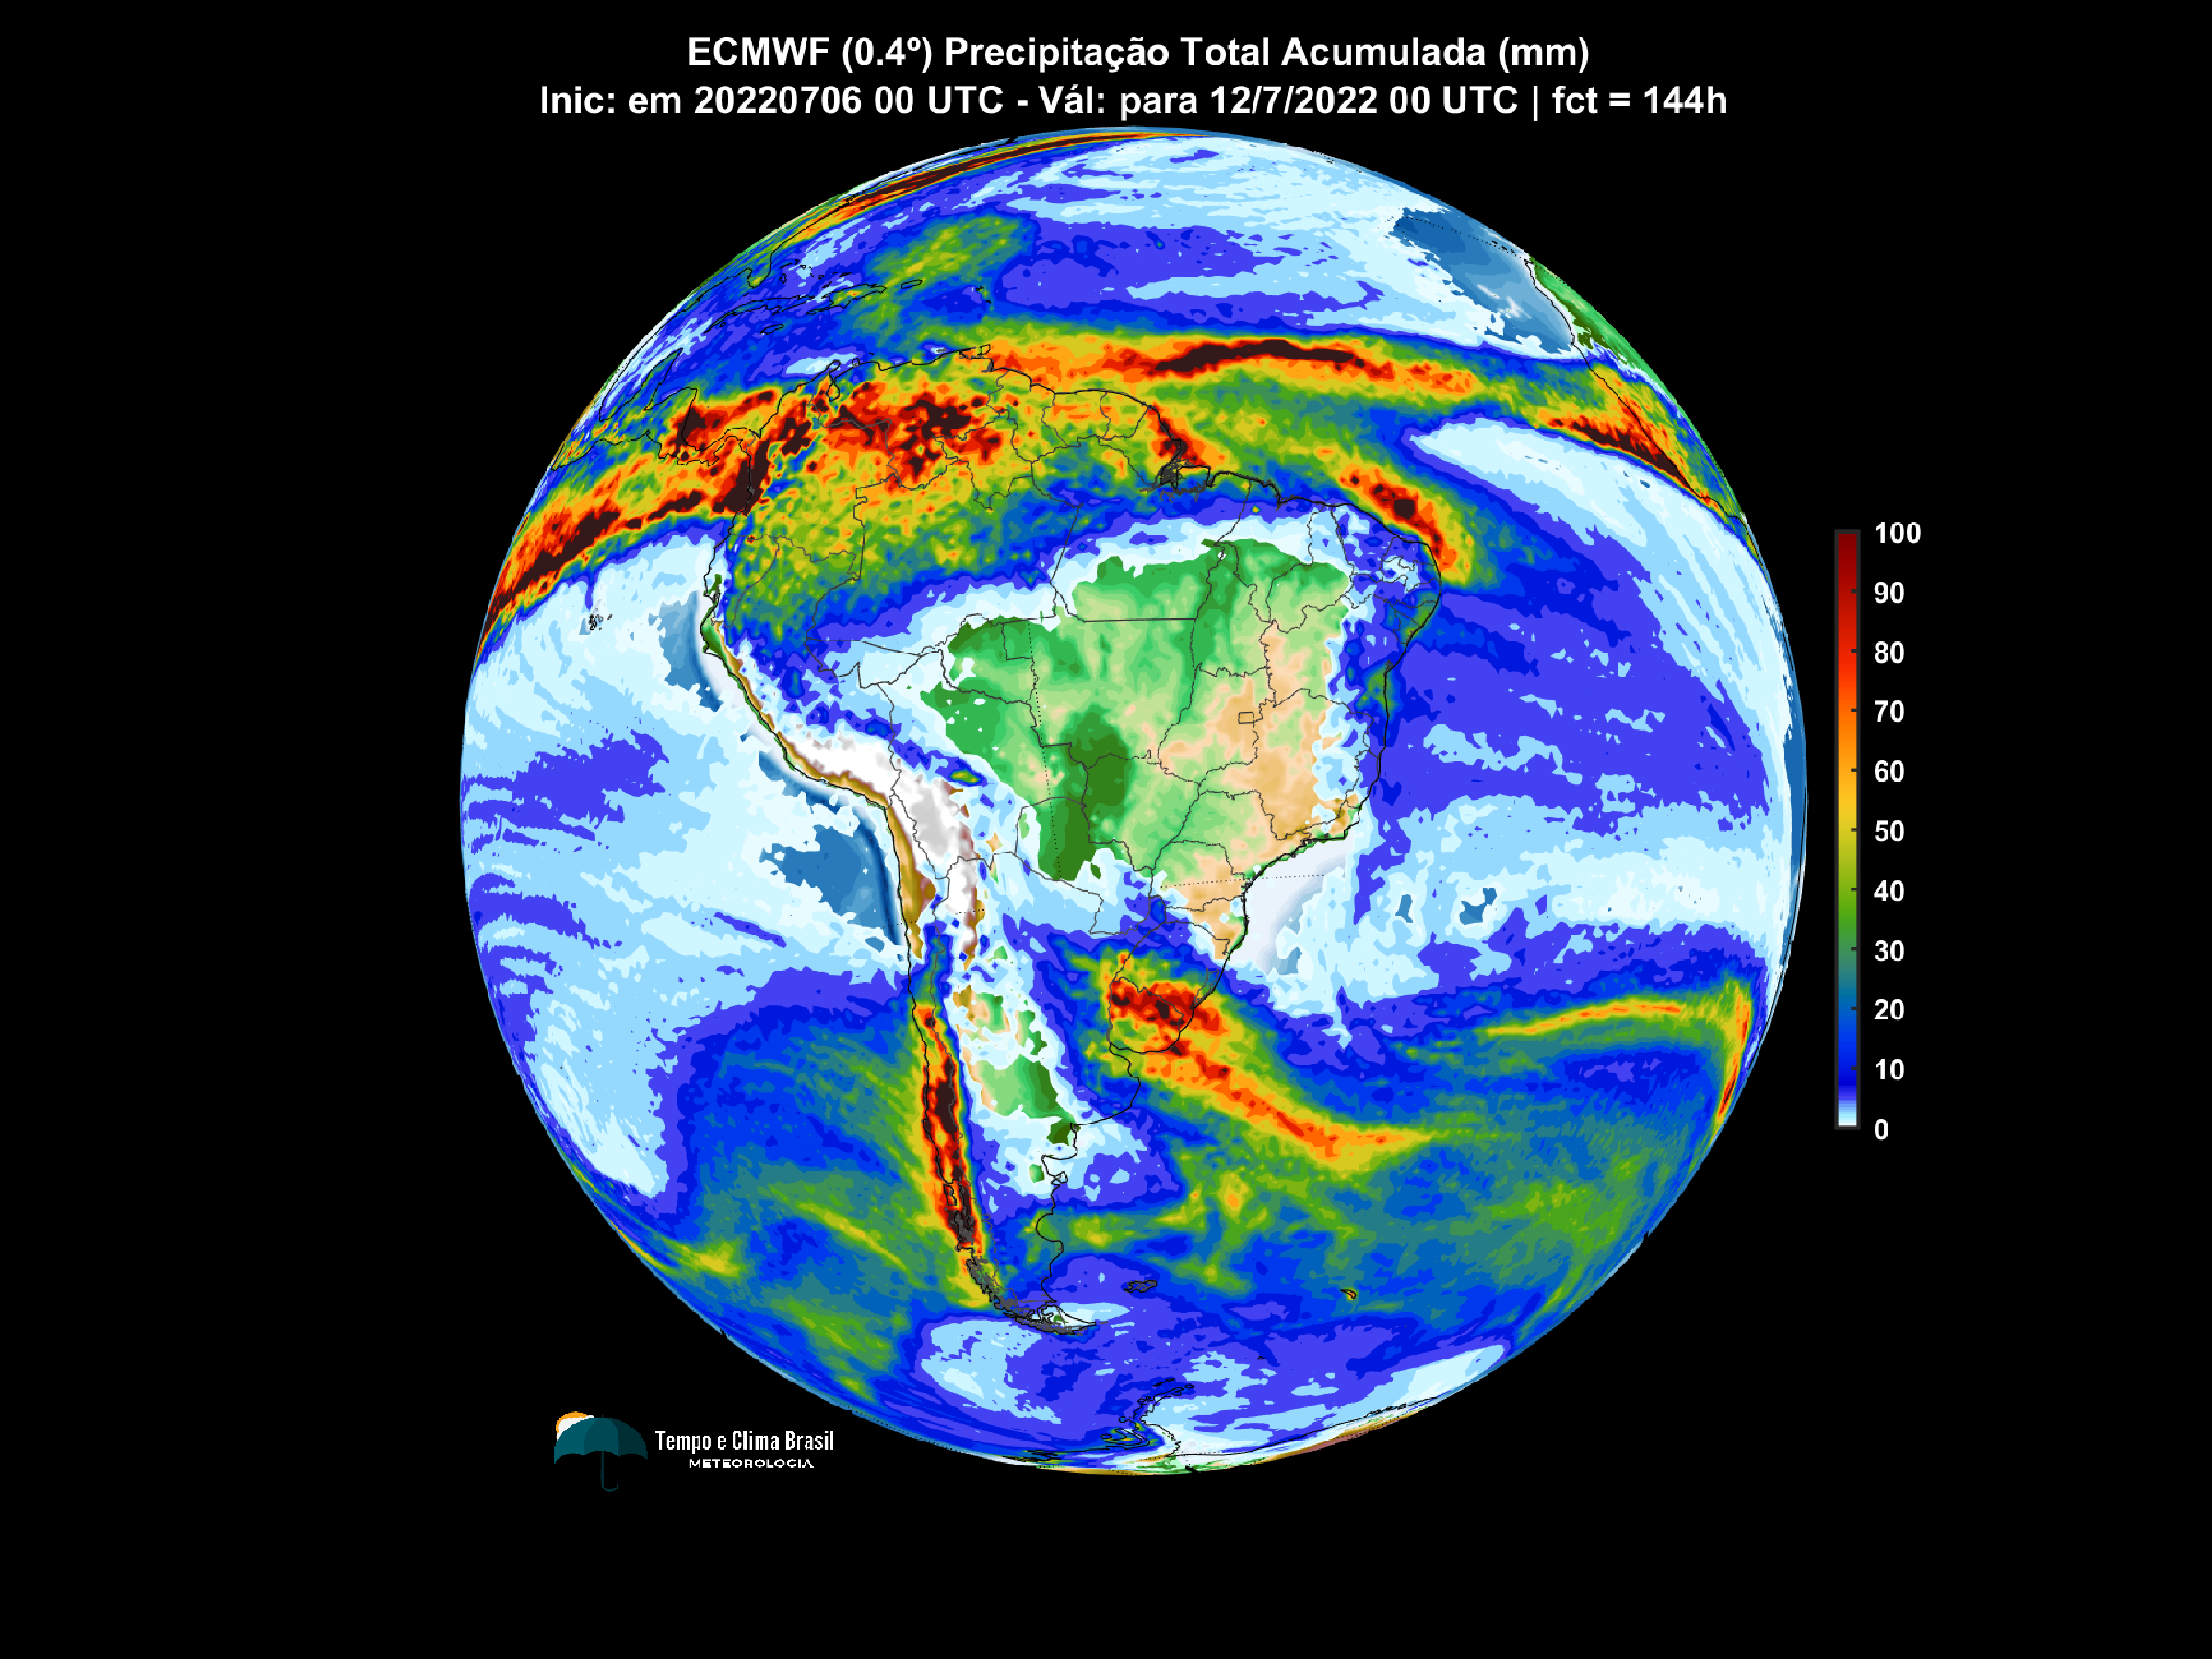 ECMWF (0.4º) Precipitação Total Acumulada (mm)
Inic: em 20220706 00 UTC - Vál: para 12/7/2022 00 UTC | fct = 144h
100
90
80
70
60
50
40
30
20
10
0
Tempo e Clima Brasil
METEOROLOGIA